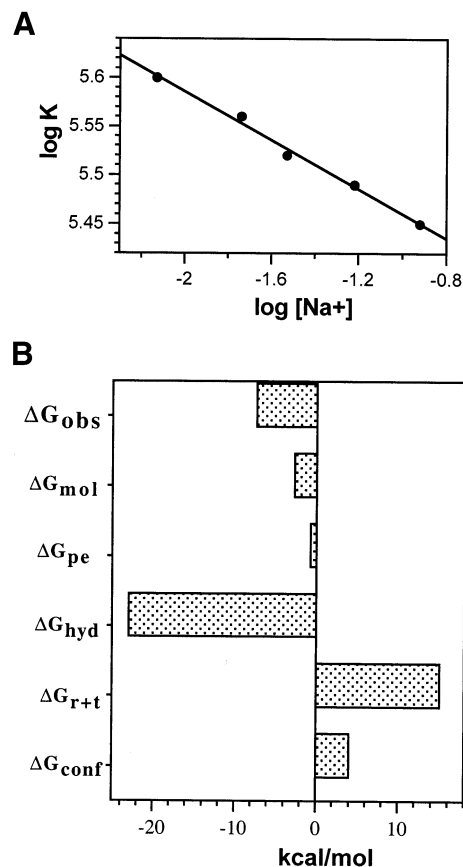 A
log K
5.6
5.55
5.5
5.45
-2
-1.6
-1.2
-0.8
log [Na+]
B
ΔGobs
ΔGmol
ΔGpe
ΔGhyd
ΔGr+t
ΔGconf
-20
-10
0
10
kcal/mol